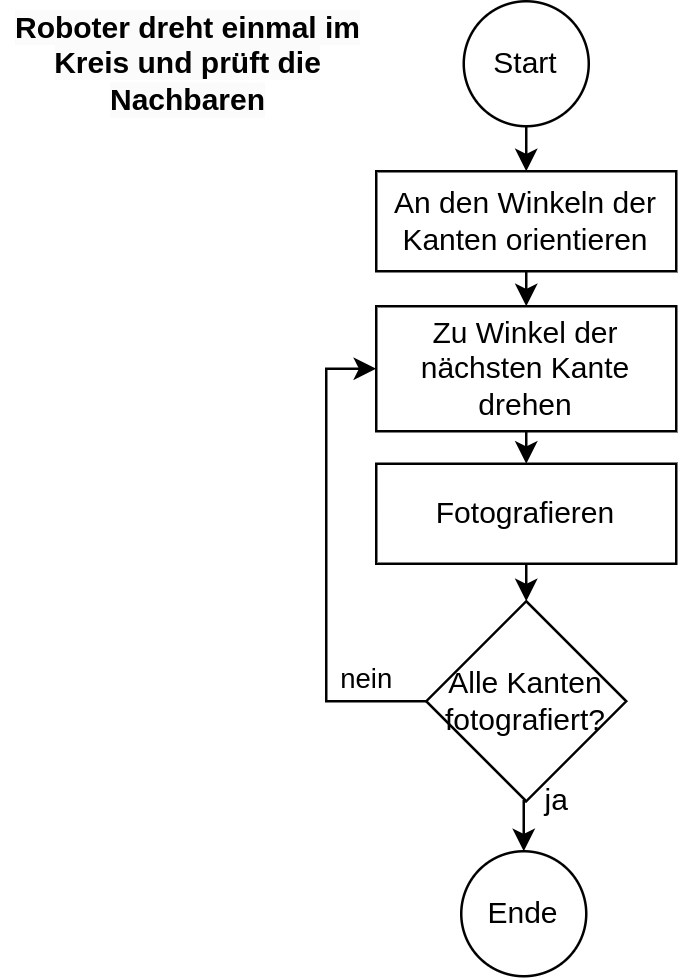 Roboter dreht einmal im
Kreis und prüft die
Nachbaren
Start
An den Winkeln der
Kanten orientieren
Zu Winkel der
nächsten Kante
drehen
Fotografieren
nein
Alle Kanten
fotografiert?
ja
Ende